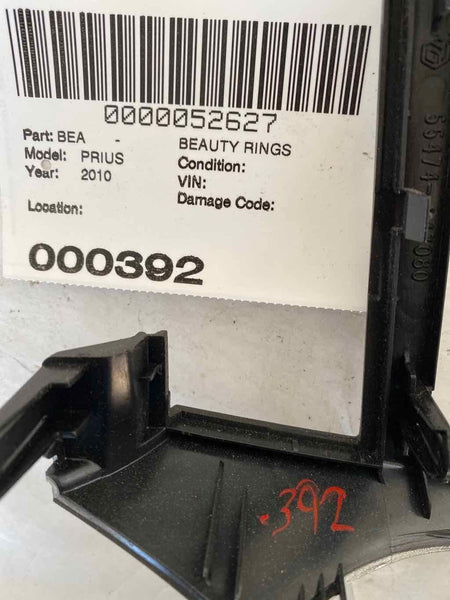 0000052627
Part: BEA - BEAUTY RINGS
Model: PRIUS Condition:
Year: 2010 VIN:
Location: Damage Code:
000392
.392